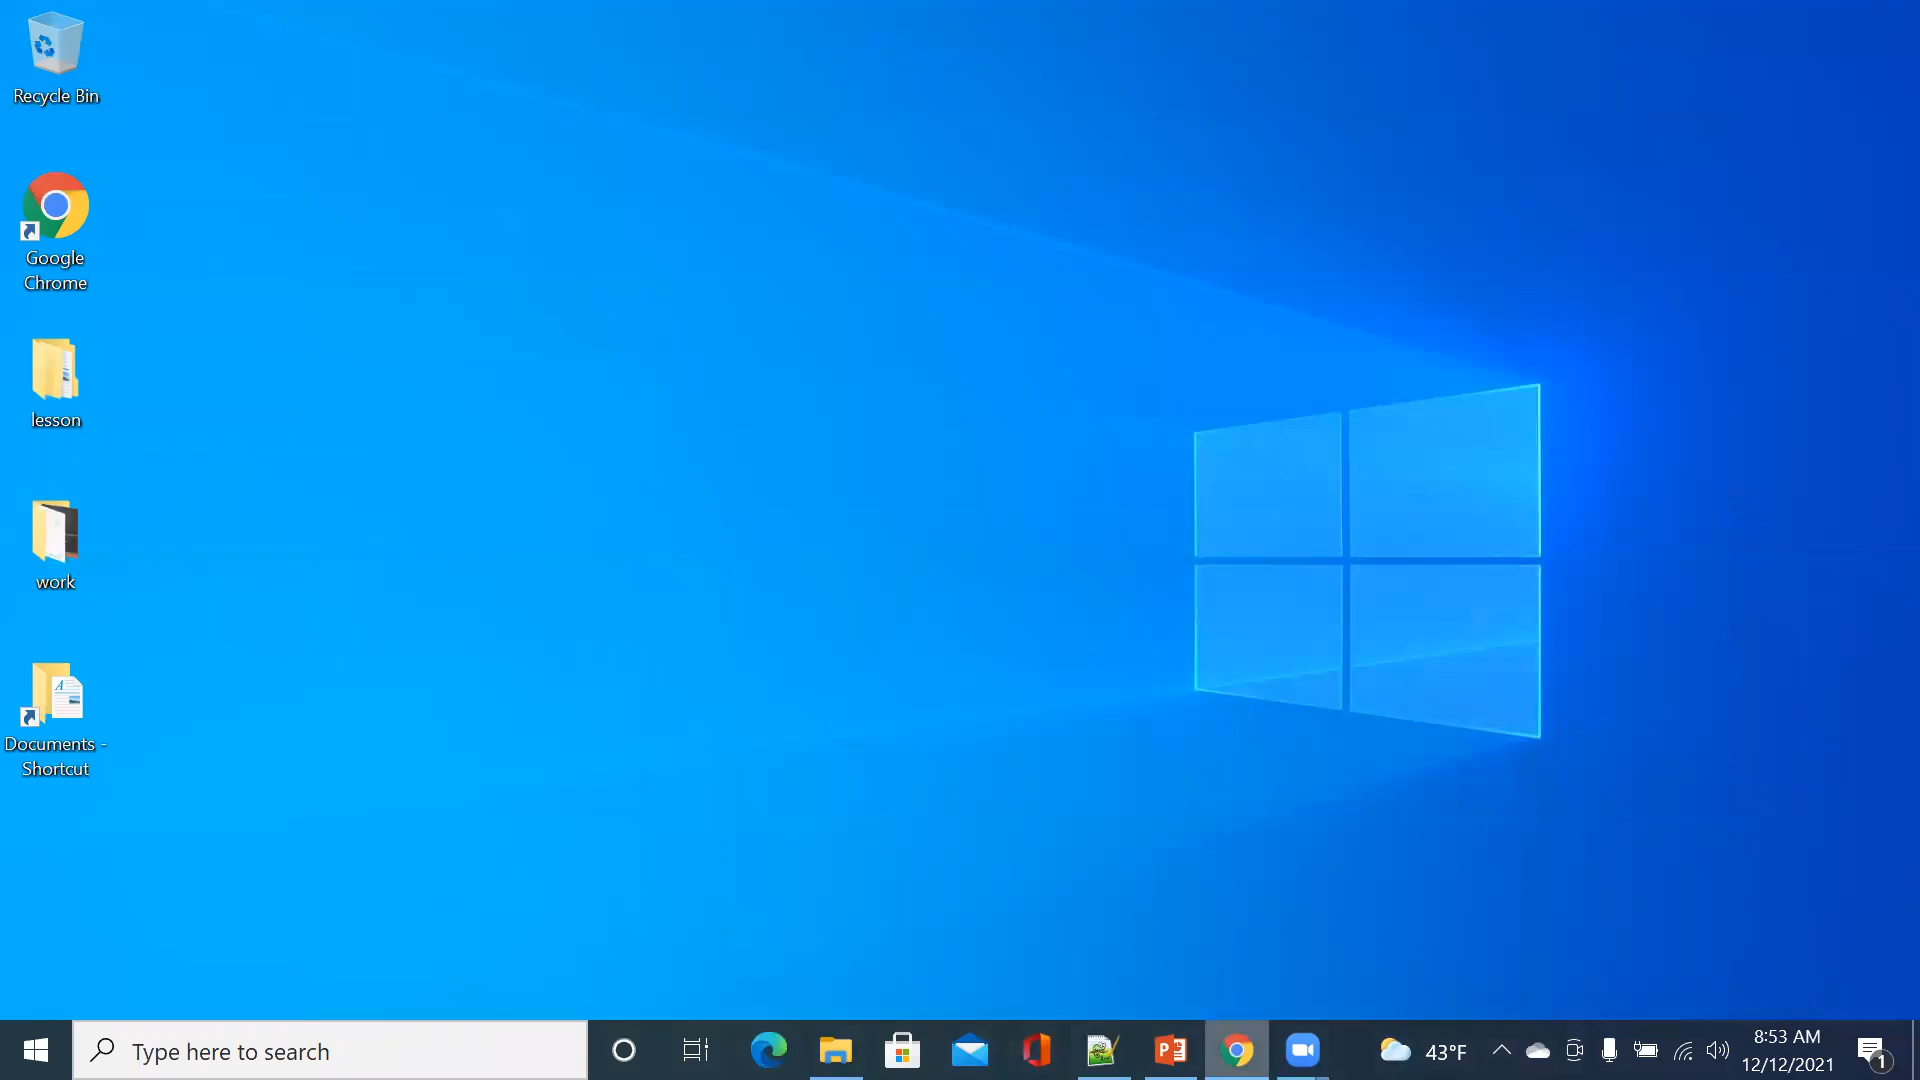 Recycle Bin
Google
Chrome
lesson
work
Documents -
Shortcut
Type here to search
43°F
8:53 AM
12/12/2021
1